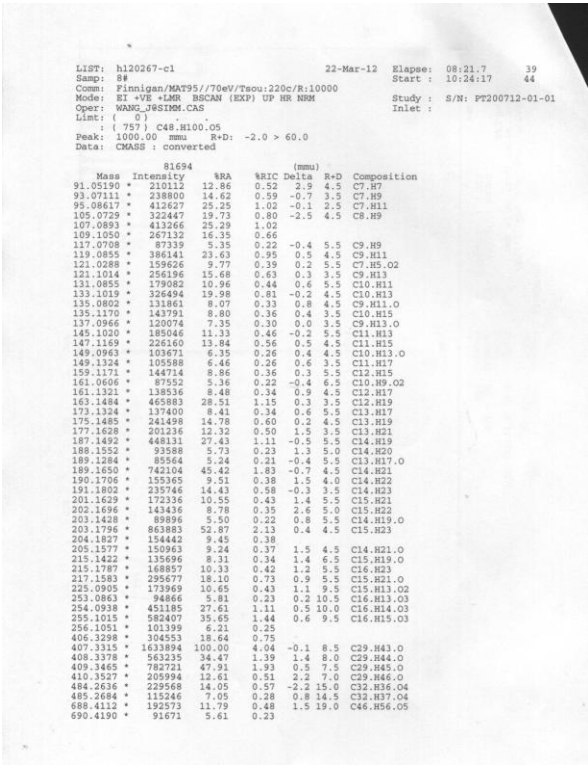 LIST: h120267-c1 22-Mar-12 Elapse: 08:21.7 39
Samp: 8# Start : 10:24:17 44
Comm: Finnigan/MAT95//70eV/Tsou:220c/R:10000
Mode: EI +VE +LMR BSCAN (EXP) UP HR NRM Study : S/N: PT200712-01-01
Oper: WANG_J@SIMM.CAS Inlet :
Limt: ( 0) .
: ( 757) C48.H100.O5
Peak: 1000.00 mmu R+D: -2.0 > 60.0
Data: CMASS : converted
81694 (mmu)
Mass Intensity %RA %RIC Delta R+D Composition
91.05190 * 210112 12.86 0.52 2.9 4.5 C7.H7
93.07111 * 238800 14.62 0.59 -0.7 3.5 C7.H9
95.08617 * 412627 25.25 1.02 -0.1 2.5 C7.H11
105.0729 * 322447 19.73 0.80 -2.5 4.5 C8.H9
107.0893 * 413266 25.29 1.02
109.1050 * 267132 16.35 0.66
117.0708 * 87339 5.35 0.22 -0.4 5.5 C9.H9
119.0855 * 386141 23.63 0.95 0.5 4.5 C9.H11
121.0288 * 159626 9.77 0.39 0.2 5.5 C7.H5.O2
121.1014 * 256196 15.68 0.63 0.3 3.5 C9.H13
131.0855 * 179082 10.96 0.44 0.6 5.5 C10.H11
133.1019 * 326494 19.98 0.81 -0.2 4.5 C10.H13
135.0802 * 131861 8.07 0.33 0.8 4.5 C9.H11.O
135.1170 * 143791 8.80 0.36 0.4 3.5 C10.H15
137.0966 * 120074 7.35 0.30 0.0 3.5 C9.H13.O
145.1020 * 185046 11.33 0.46 -0.2 5.5 C11.H13
147.1169 * 226160 13.84 0.56 0.5 4.5 C11.H15
149.0963 * 103671 6.35 0.26 0.4 4.5 C10.H13.O
149.1324 * 105588 6.46 0.26 0.6 3.5 C11.H17
159.1171 * 144714 8.86 0.36 0.3 5.5 C12.H15
161.0606 * 87552 5.36 0.22 -0.4 6.5 C10.H9.O2
161.1321 * 138536 8.48 0.34 0.9 4.5 C12.H17
163.1484 * 465883 28.51 1.15 0.3 3.5 C12.H19
173.1324 * 137400 8.41 0.34 0.6 5.5 C13.H17
175.1485 * 241498 14.78 0.60 0.2 4.5 C13.H19
177.1628 * 201236 12.32 0.50 1.5 3.5 C13.H21
187.1492 * 448131 27.43 1.11 -0.5 5.5 C14.H19
188.1552 * 93588 5.73 0.23 1.3 5.0 C14.H20
189.1284 * 85564 5.24 0.21 -0.4 5.5 C13.H17.O
189.1650 * 742104 45.42 1.83 -0.7 4.5 C14.H21
190.1706 * 155365 9.51 0.38 1.5 4.0 C14.H22
191.1802 * 235746 14.43 0.58 -0.3 3.5 C14.H23
201.1629 * 172336 10.55 0.43 1.4 5.5 C15.H21
202.1696 * 143436 8.78 0.35 2.6 5.0 C15.H22
203.1428 * 89896 5.50 0.22 0.8 5.5 C14.H19.O
203.1796 * 863883 52.87 2.13 0.4 4.5 C15.H23
204.1827 * 154442 9.45 0.38
205.1577 * 150963 9.24 0.37 1.5 4.5 C14.H21.O
215.1422 * 135696 8.31 0.34 1.4 6.5 C15.H19.O
215.1787 * 168857 10.33 0.42 1.2 5.5 C16.H23
217.1583 * 295677 18.10 0.73 0.9 5.5 C15.H21.O
225.0905 * 173969 10.65 0.43 1.1 9.5 C15.H13.O2
253.0863 * 94866 5.81 0.23 0.2 10.5 C16.H13.O3
254.0938 * 451185 27.61 1.11 0.5 10.0 C16.H14.O3
255.1015 * 582407 35.65 1.44 0.6 9.5 C16.H15.O3
256.1051 * 101399 6.21 0.25
406.3298 * 304553 18.64 0.75
407.3315 * 1633894 100.00 4.04 -0.1 8.5 C29.H43.O
408.3378 * 563235 34.47 1.39 1.4 8.0 C29.H44.O
409.3465 * 782721 47.91 1.93 0.5 7.5 C29.H45.O
410.3527 * 205994 12.61 0.51 2.2 7.0 C29.H46.O
484.2636 * 229568 14.05 0.57 -2.2 15.0 C32.H36.O4
485.2684 * 115246 7.05 0.28 0.8 14.5 C32.H37.O4
688.4112 * 192573 11.79 0.48 1.5 19.0 C46.H56.O5
690.4190 * 91671 5.61 0.23